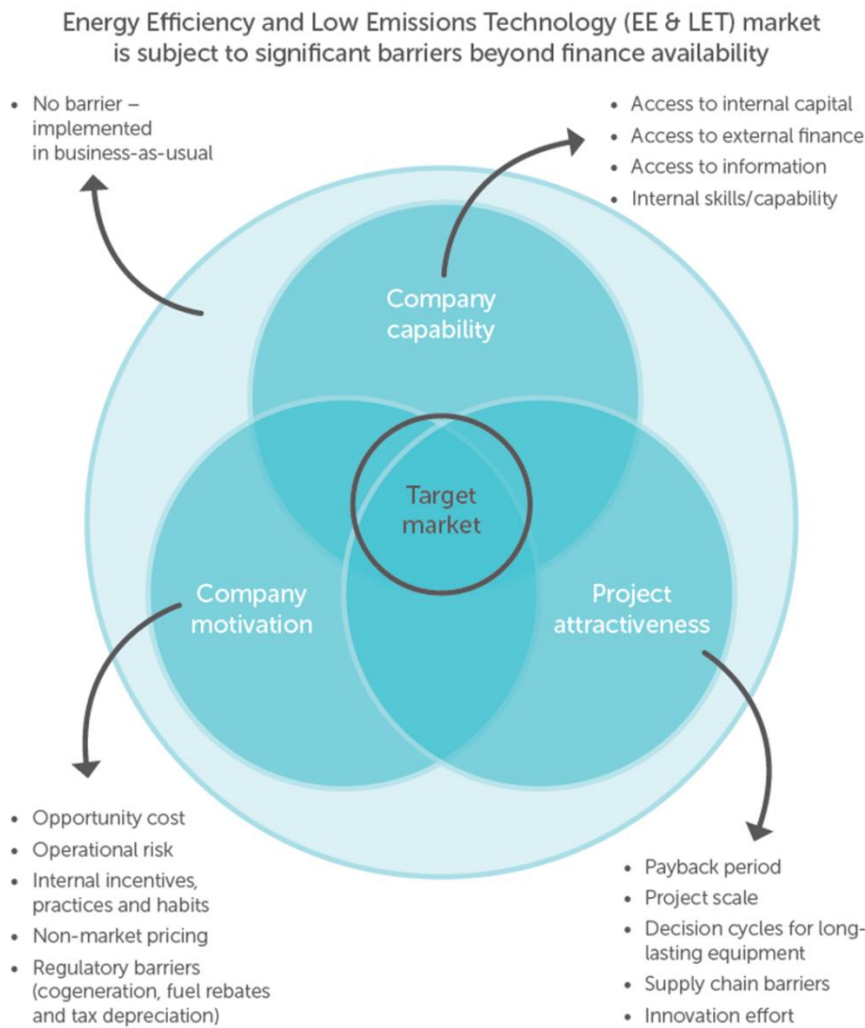 Energy Efficiency and Low Emissions Technology (EE & LET) market
is subject to significant barriers beyond finance availability
• No barrier –
implemented
in business-as-usual
• Access to internal capital
• Access to external finance
• Access to information
• Internal skills/capability
Company
capability
Target
market
Company
motivation
Project
attractiveness
• Opportunity cost
• Operational risk
• Internal incentives,
practices and habits
• Non-market pricing
• Regulatory barriers
(cogeneration, fuel rebates
and tax depreciation)
• Payback period
• Project scale
• Decision cycles for long-
lasting equipment
• Supply chain barriers
• Innovation effort